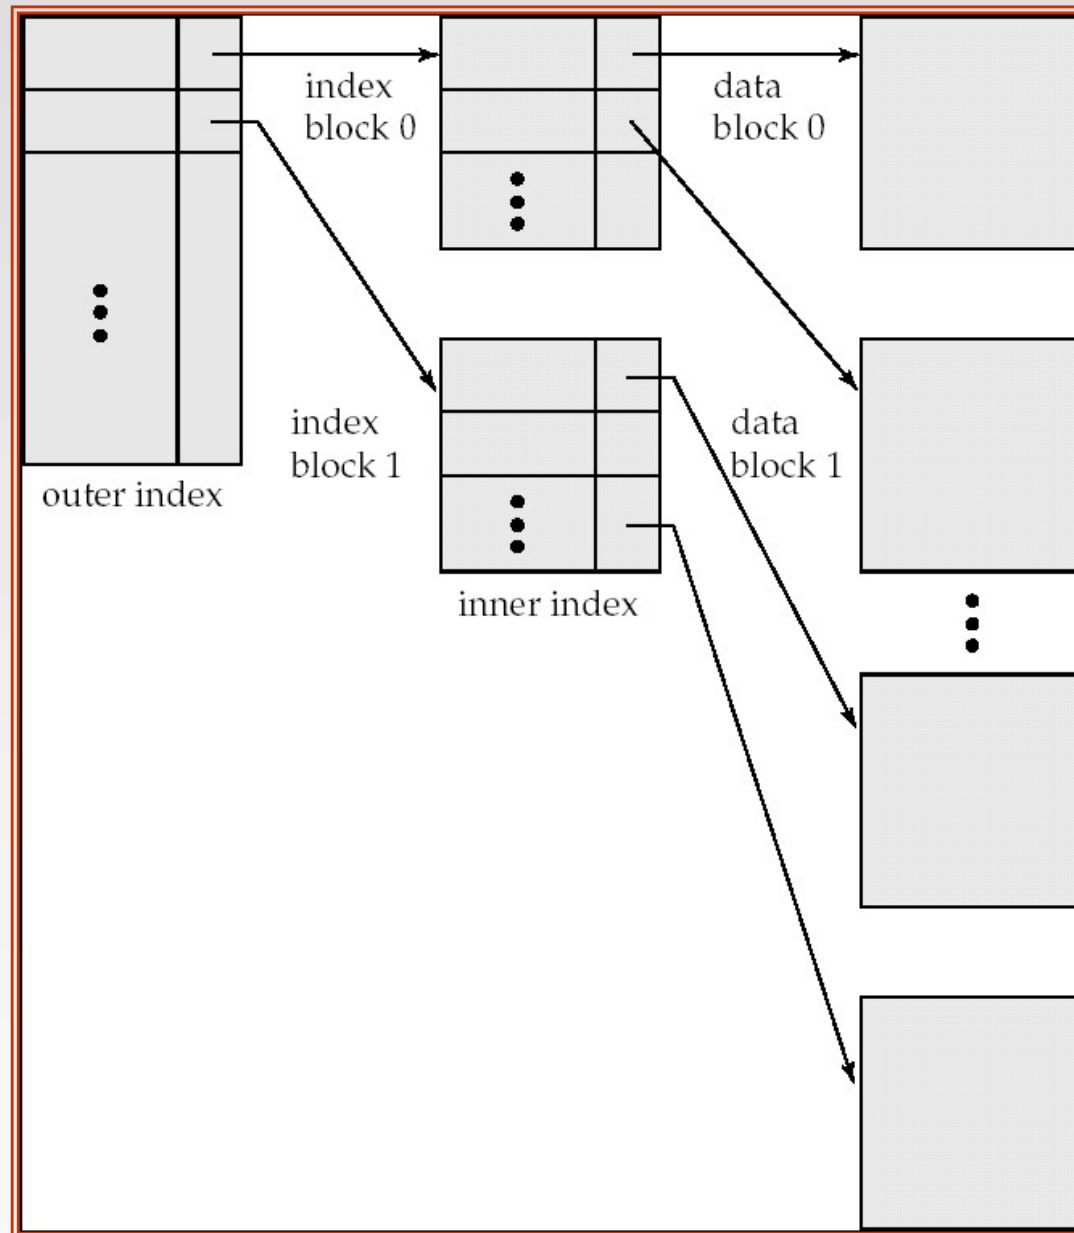 index
block 0
data
block 0
index
block 1
data
block 1
outer index
inner index